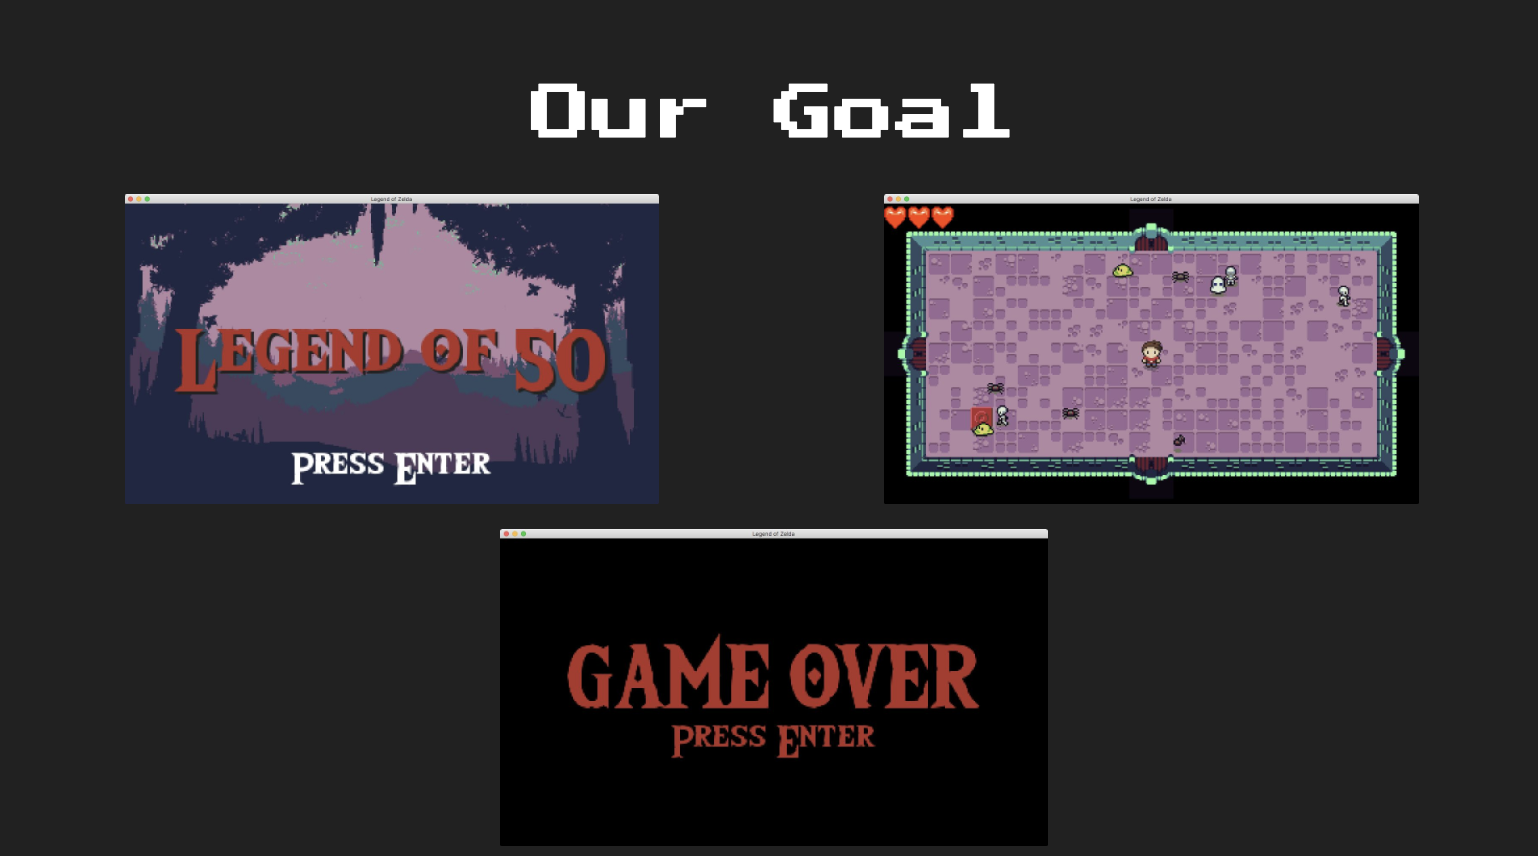 Our Goal
Legend of Zelda
LEGEND OF 50
PRESS ENTER
Legend of Zelda
Legend of Zelda
GAME OVER
PRESS ENTER